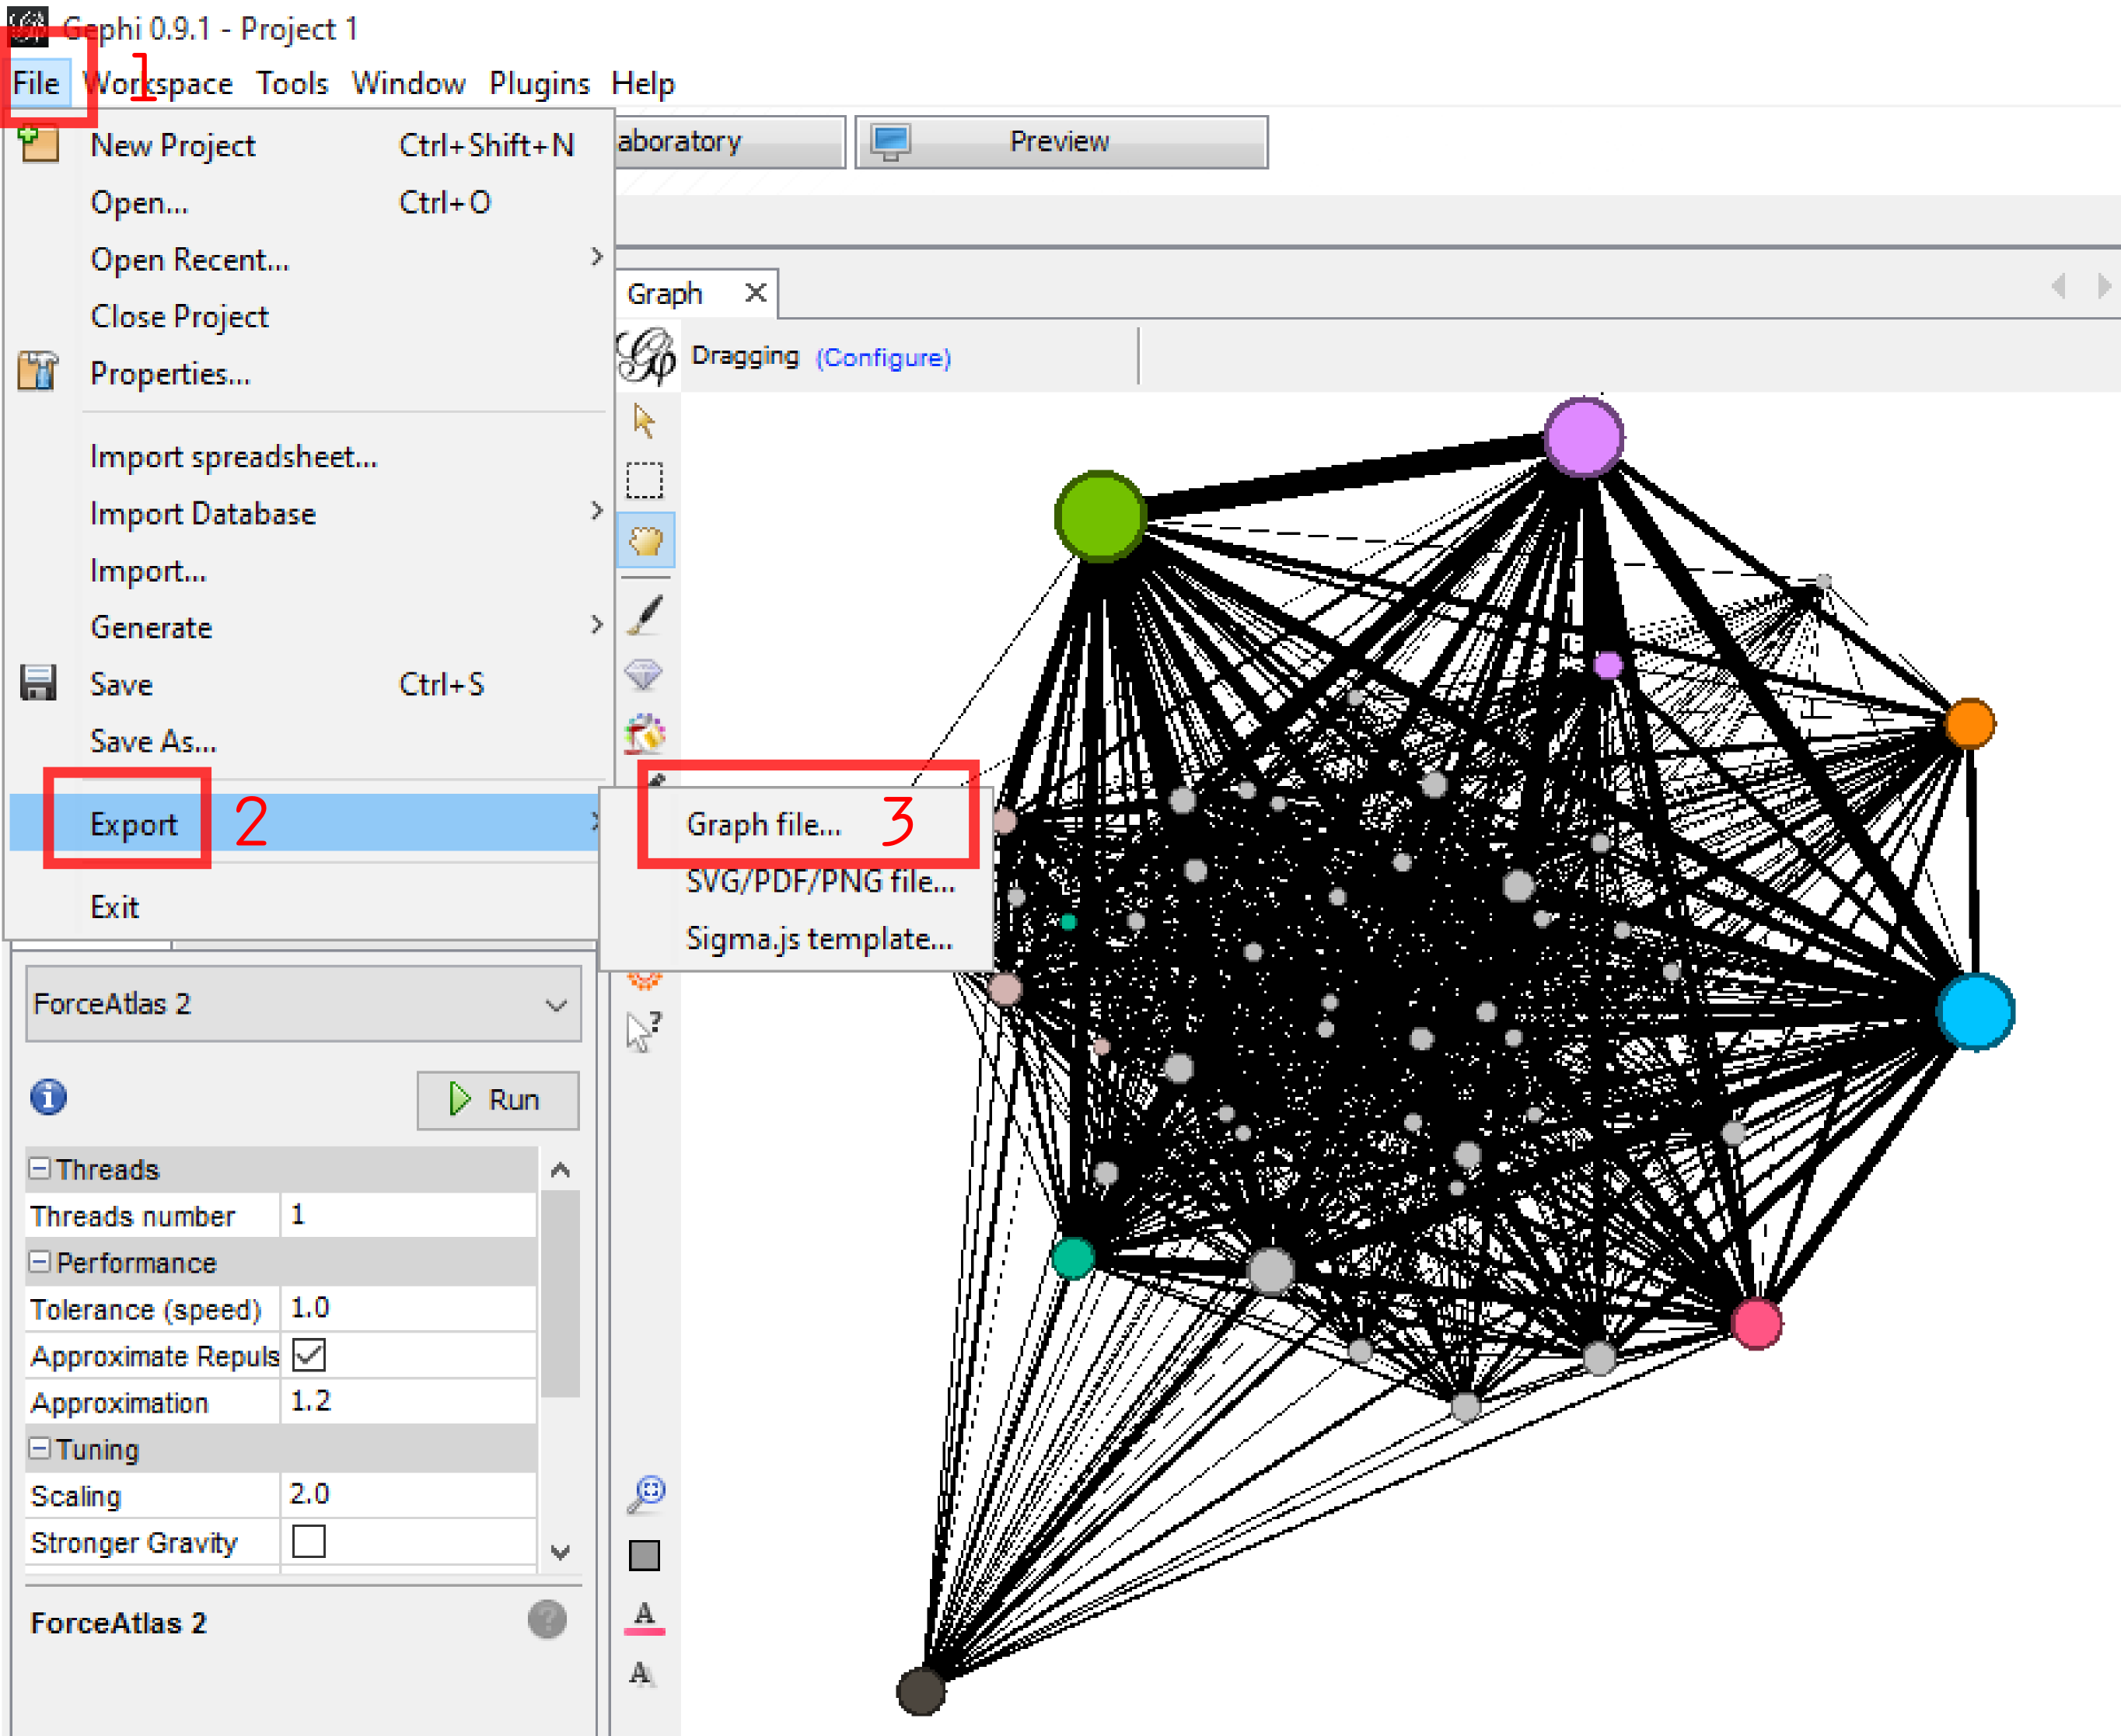 Gephi 0.9.1 - Project 1
File Workspace Tools Window Plugins Help
1
New Project Ctrl+Shift+N
aboratory
Preview
Open... Ctrl+O
Open Recent...
Close Project
Graph
Properties...
Dragging (Configure)
Import spreadsheet...
Import Database
Import...
Generate
Save Ctrl+S
Save As...
Export 2
Graph file... 3
SVG/PDF/PNG file...
Exit
Sigma.js template...
ForceAtlas 2
Run
Threads
Threads number 1
Performance
Tolerance (speed) 1.0
Approximate Repuls
Approximation 1.2
Tuning
Scaling 2.0
Stronger Gravity
ForceAtlas 2